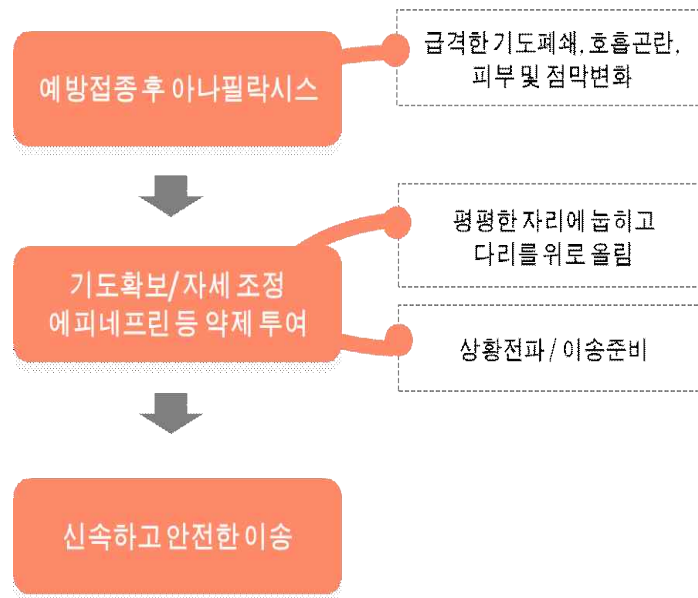 예방접종 후 아나필락시스
급격한 기도폐쇄, 호흡곤란,
피부 및 점막변화
기도확보/자세 조정
에피네프린 등 약제 투여
평평한 자리에 눕히고
다리를 위로 올림
상황전파 / 이송준비
신속하고 안전한 이송